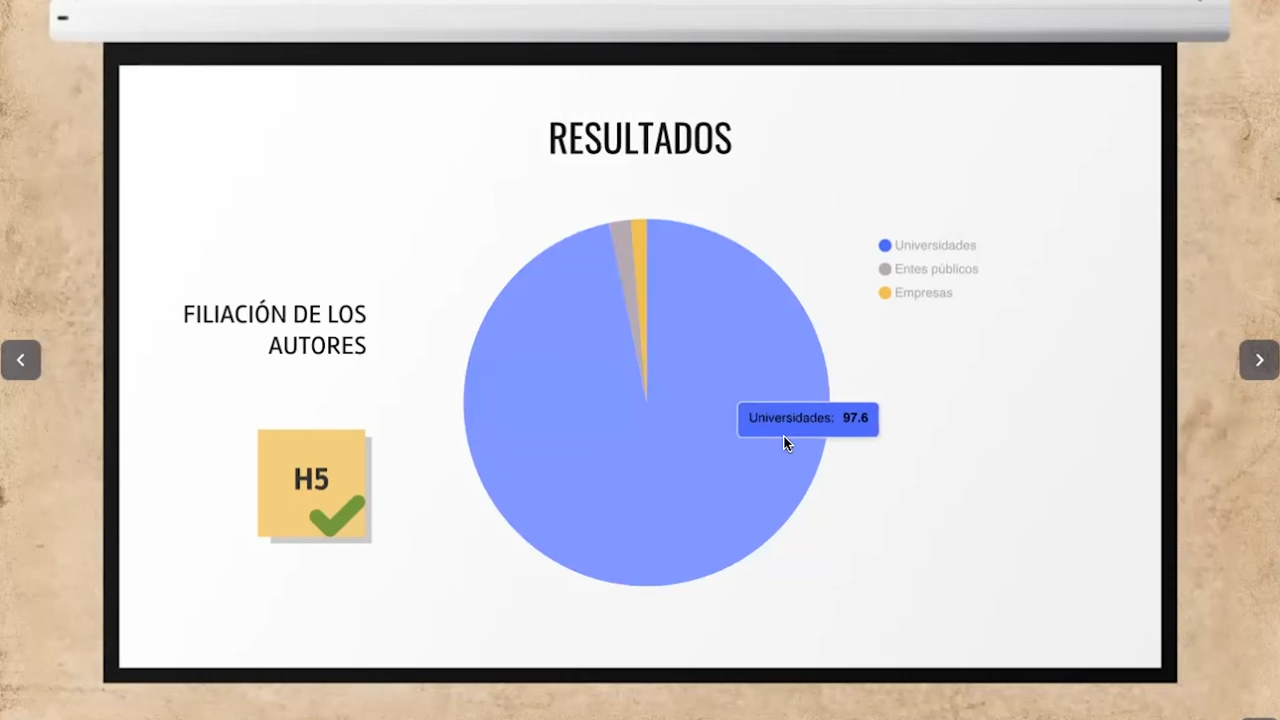 RESULTADOS
Universidades
Entes públicos
Empresas
FILIACIÓN DE LOS
AUTORES
Universidades: 97.6
H5